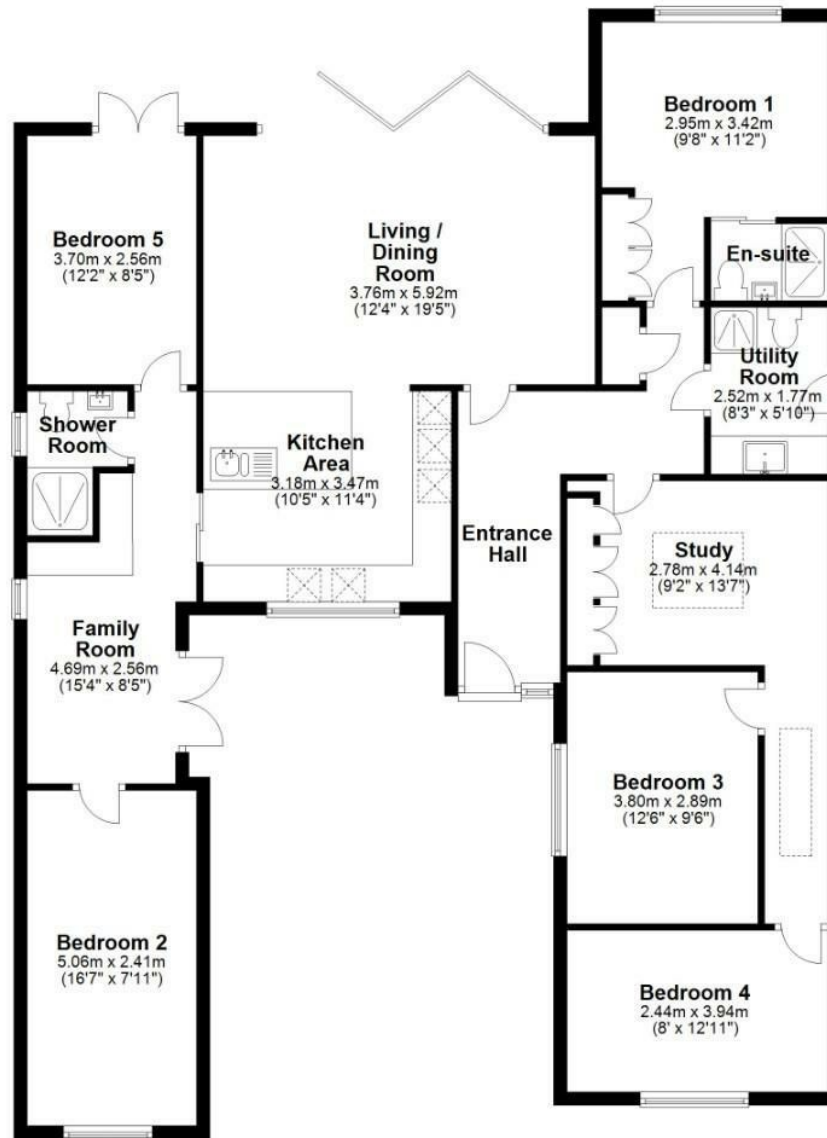 Bedroom 1
2.95m x 3.42m
(9'8" x 11'2")
Bedroom 5
3.70m x 2.56m
(12'2" x 8'5")
Living /
Dining
Room
3.76m x 5.92m
(12'4" x 19'5")
En-suite
Utility
Room
2.52m x 1.77m
(8'3" x 5'10")
Shower
Room
Kitchen
Area
3.18m x 3.47m
(10'5" x 11'4")
Entrance
Hall
Study
2.78m x 4.14m
(9'2" x 13'7")
Family
Room
4.69m x 2.56m
(15'4" x 8'5")
Bedroom 3
3.80m x 2.89m
(12'6" x 9'6")
Bedroom 2
5.06m x 2.41m
(16'7" x 7'11")
Bedroom 4
2.44m x 3.94m
(8' x 12'11")